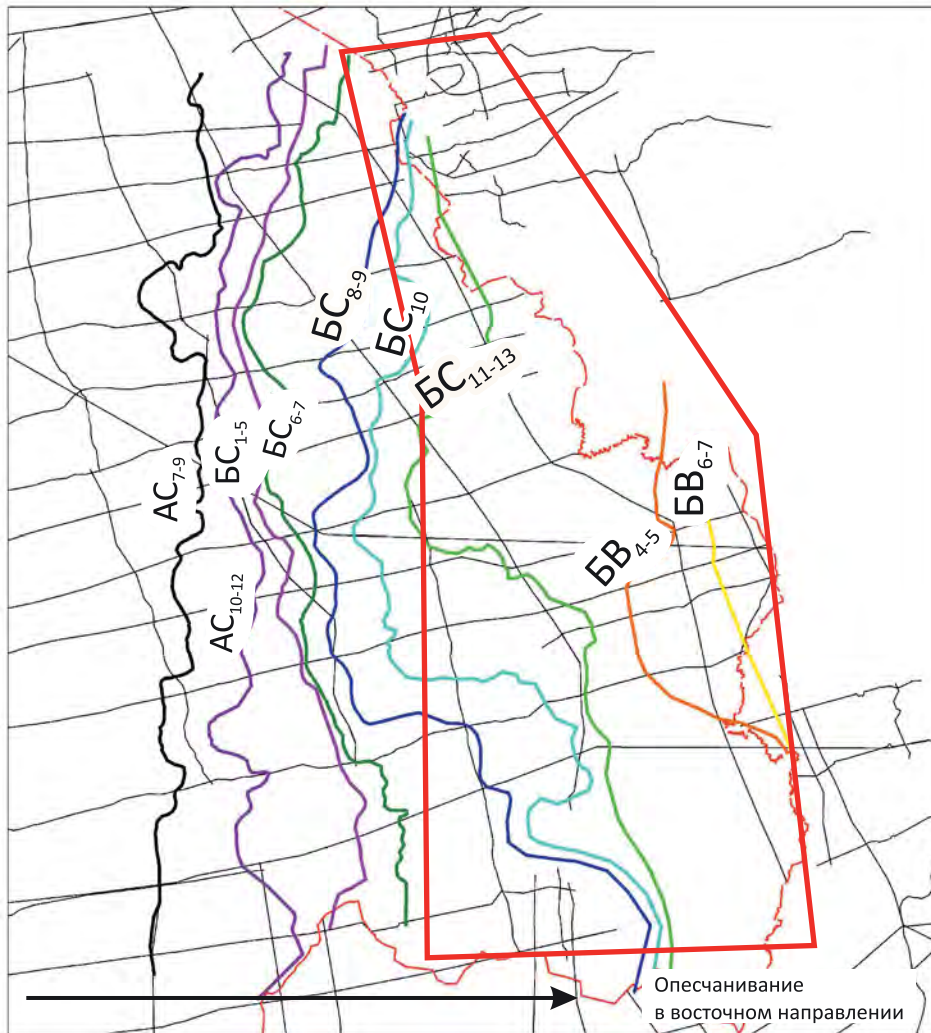 БС8-9
БС10
БС11-13
БС6-7
БС1-5
АС7-9
БВ6-7
БВ4-5
АС10-12
Опесчанивание
в восточном направлении